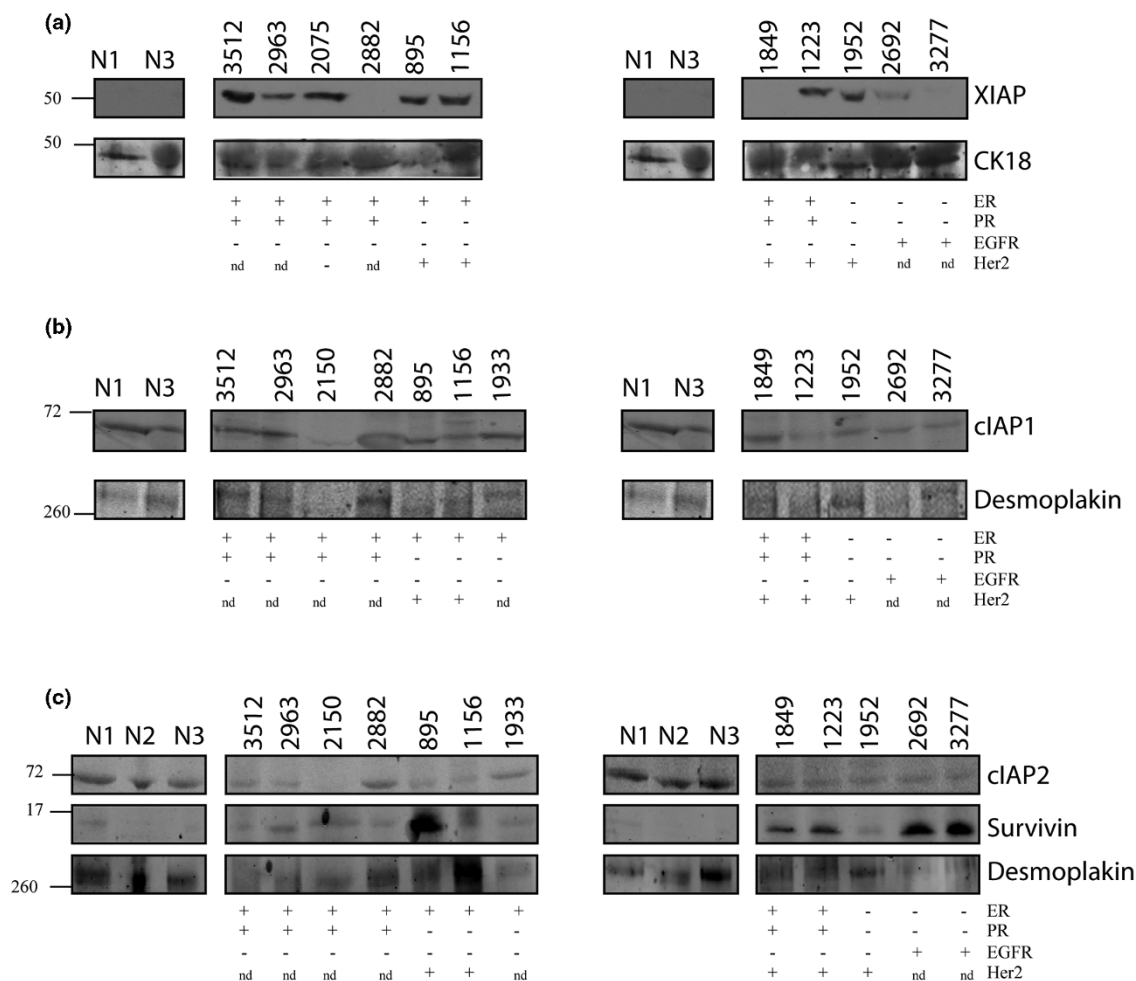 (a)
N1 N3 3512 2963 2075 2882 895 1156 N1 N3 1849 1223 1952 2692 3277
50 XIAP
50 CK18
+ + + + + + + + - - - ER
+ + + + - - + + - - - PR
- - - - - - - - - + + EGFR
nd nd - nd + + + + + nd nd Her2
(b)
N1 N3 3512 2963 2150 2882 895 1156 1933 N1 N3 1849 1223 1952 2692 3277
72 cIAP1
260 Desmoplakin
+ + + + + + + + + - - - ER
+ + + + - - - + + - - - PR
- - - - - - - - - - + + EGFR
nd nd nd nd + + nd + + + nd nd Her2
(c)
N1 N2 N3 3512 2963 2150 2882 895 1156 1933 N1 N2 N3 1849 1223 1952 2692 3277
72 cIAP2
17 Survivin
260 Desmoplakin
+ + + + + + + + + - - - ER
+ + + + - - - + + - - - PR
- - - - - - - - - - + + EGFR
nd nd nd nd + + nd + + + nd nd Her2